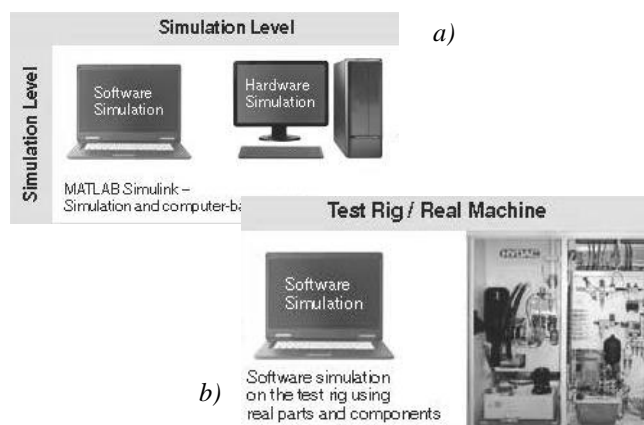 Simulation Level
a)
Simulation Level
Software
Simulation
Hardware
Simulation
MATLAB Simulink –
Simulation and computer-ba
Test Rig / Real Machine
HYDAC
Software
Simulation
b)
Software simulation
on the test rig using
real parts and components